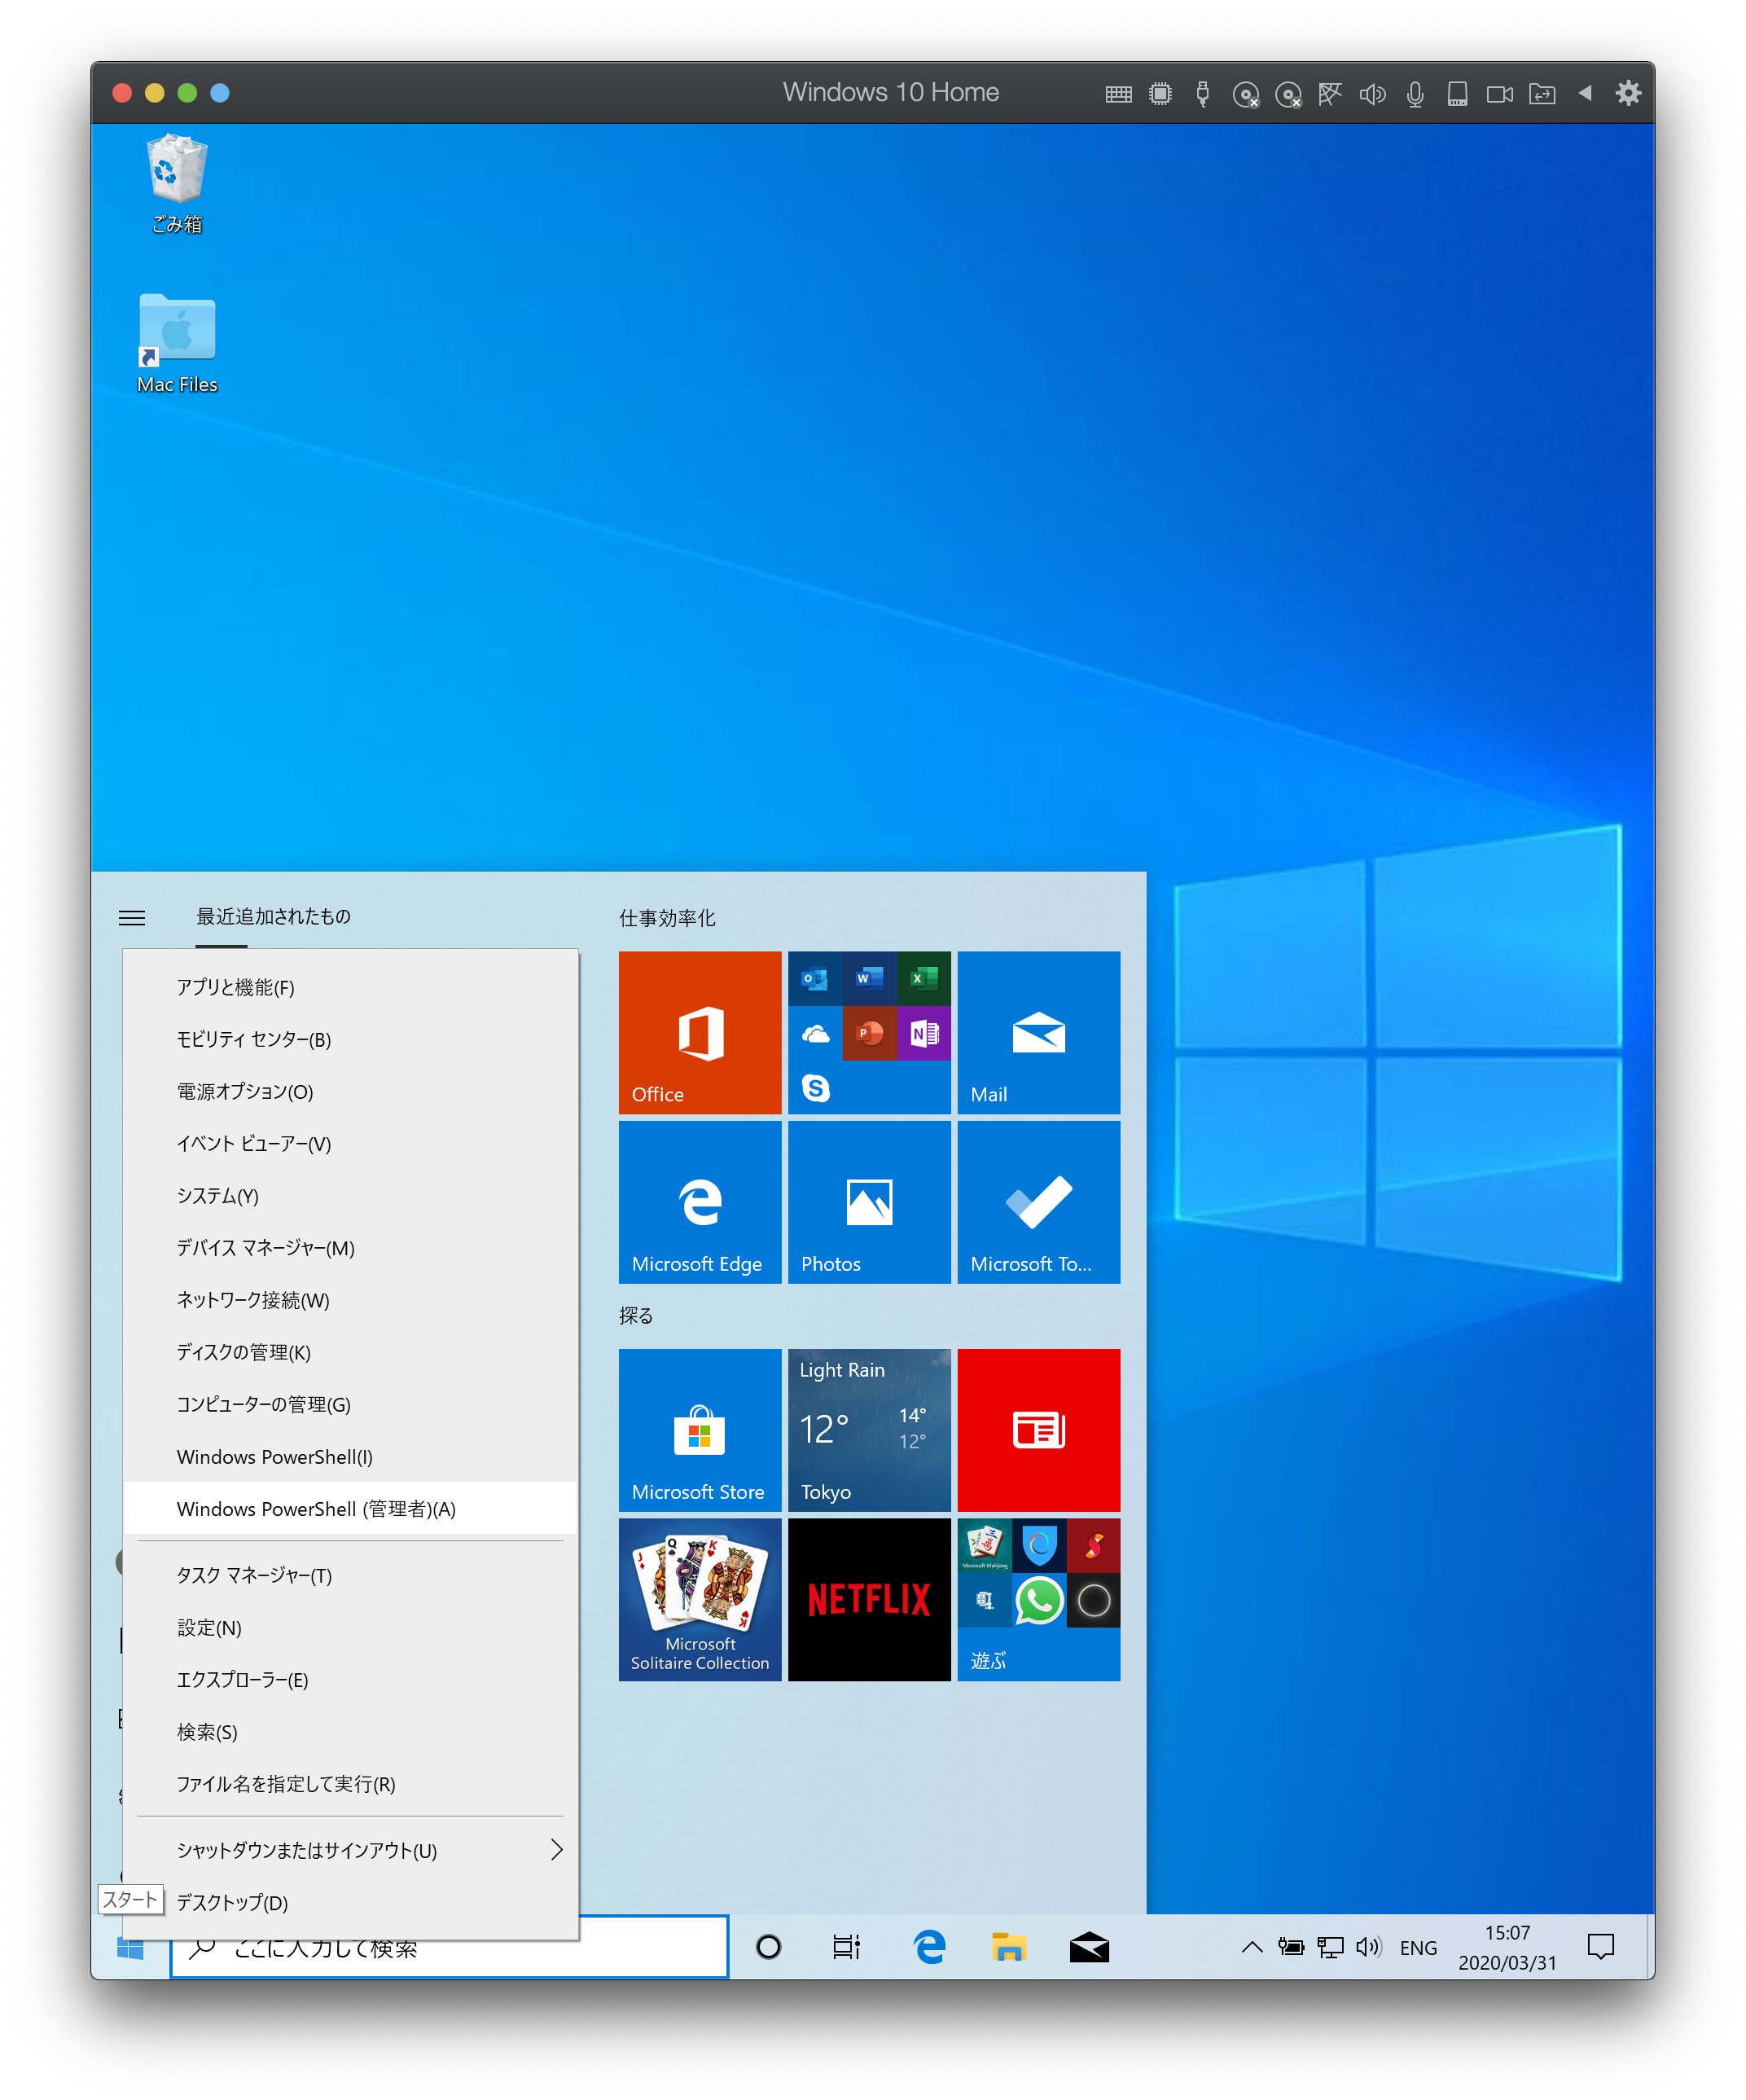 Windows 10 Home
ごみ箱
Mac Files
最近追加されたもの
アプリと機能(F)
モビリティ センター(B)
電源オプション(O)
イベント ビューアー(V)
システム(Y)
デバイス マネージャー(M)
ネットワーク接続(W)
ディスクの管理(K)
コンピューターの管理(G)
Windows PowerShell(I)
Windows PowerShell (管理者)(A)
タスク マネージャー(T)
設定(N)
エクスプローラー(E)
検索(S)
ファイル名を指定して実行(R)
シャットダウンまたはサインアウト(U)
デスクトップ(D)
スタート
仕事効率化
Office
Mail
Microsoft Edge
Photos
Microsoft To...
探る
Microsoft Store
Light Rain
12°
14°
12°
Tokyo
Microsoft
Solitaire Collection
NETFLIX
Microsoft Mahjong
遊ぶ
ここに入力して検索
ENG
15:07
2020/03/31